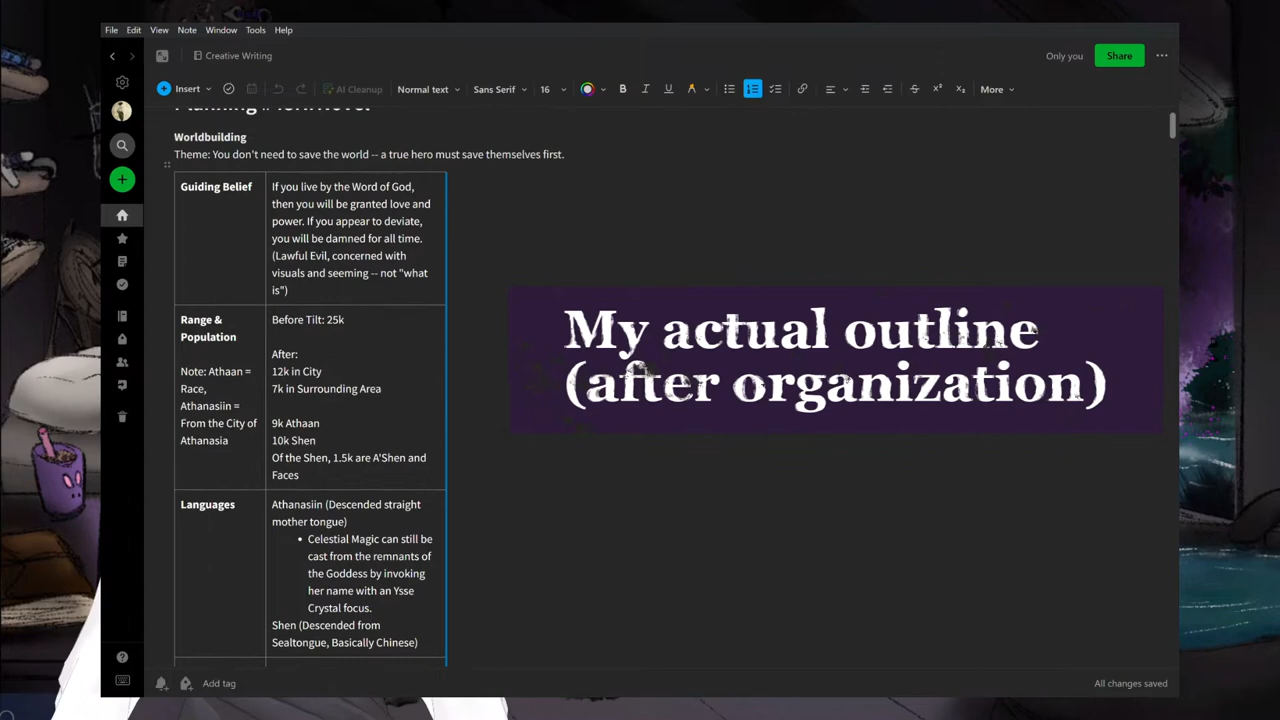 File Edit View Note Window Tools Help
Creative Writing
Only you
Share
Insert
AI Cleanup
Normal text
Sans Serif
16
B I U A
More
Worldbuilding
Theme: You don't need to save the world -- a true hero must save themselves first.
Guiding Belief
If you live by the Word of God,
then you will be granted love and
power. If you appear to deviate,
you will be damned for all time.
(Lawful Evil, concerned with
visuals and seeming -- not "what
is")
Range &
Population
Note: Athaan =
Race,
Athanasiin =
From the City of
Athanasia
Before Tilt: 25k
After:
12k in City
7k in Surrounding Area
9k Athaan
10k Shen
Of the Shen, 1.5k are A'Shen and
Faces
Languages
Athanasiin (Descended straight
mother tongue)
• Celestial Magic can still be
cast from the remnants of
the Goddess by invoking
her name with an Ysse
Crystal focus.
Shen (Descended from
Sealtongue, Basically Chinese)
My actual outline
(after organization)
Add tag
All changes saved